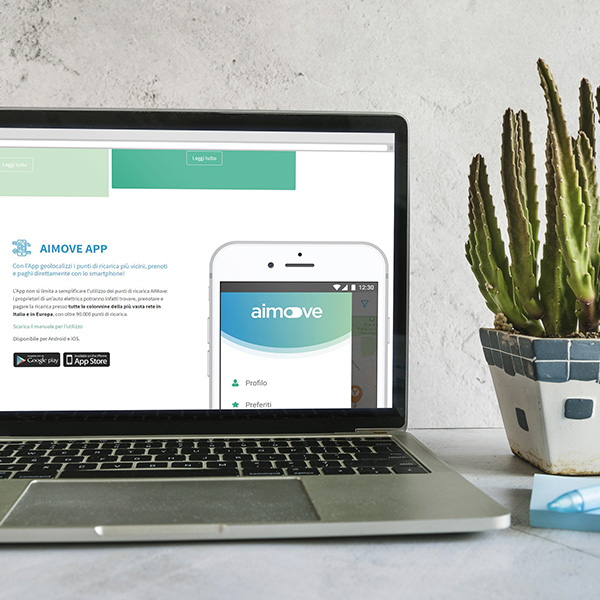 Leggi tutto
Leggi tutto
AIMOVE APP
Con l'App geolocalizzi i punti di ricarica più vicini, prenoti
e paghi direttamente con lo smartphone!
L'App non si limita a semplificare l'utilizzo dei punti di ricarica AiMove:
i proprietari di un'auto elettrica potranno infatti trovare, prenotare e
pagare la ricarica presso tutte le colonnine della più vasta rete in
Italia e in Europa, con oltre 90.000 punti di ricarica.
Scarica il manuale per l'utilizzo
Disponibile per Android e iOS.
Google play
Available on the iPhone
App Store
12:30
aimove
Profilo
Preferiti